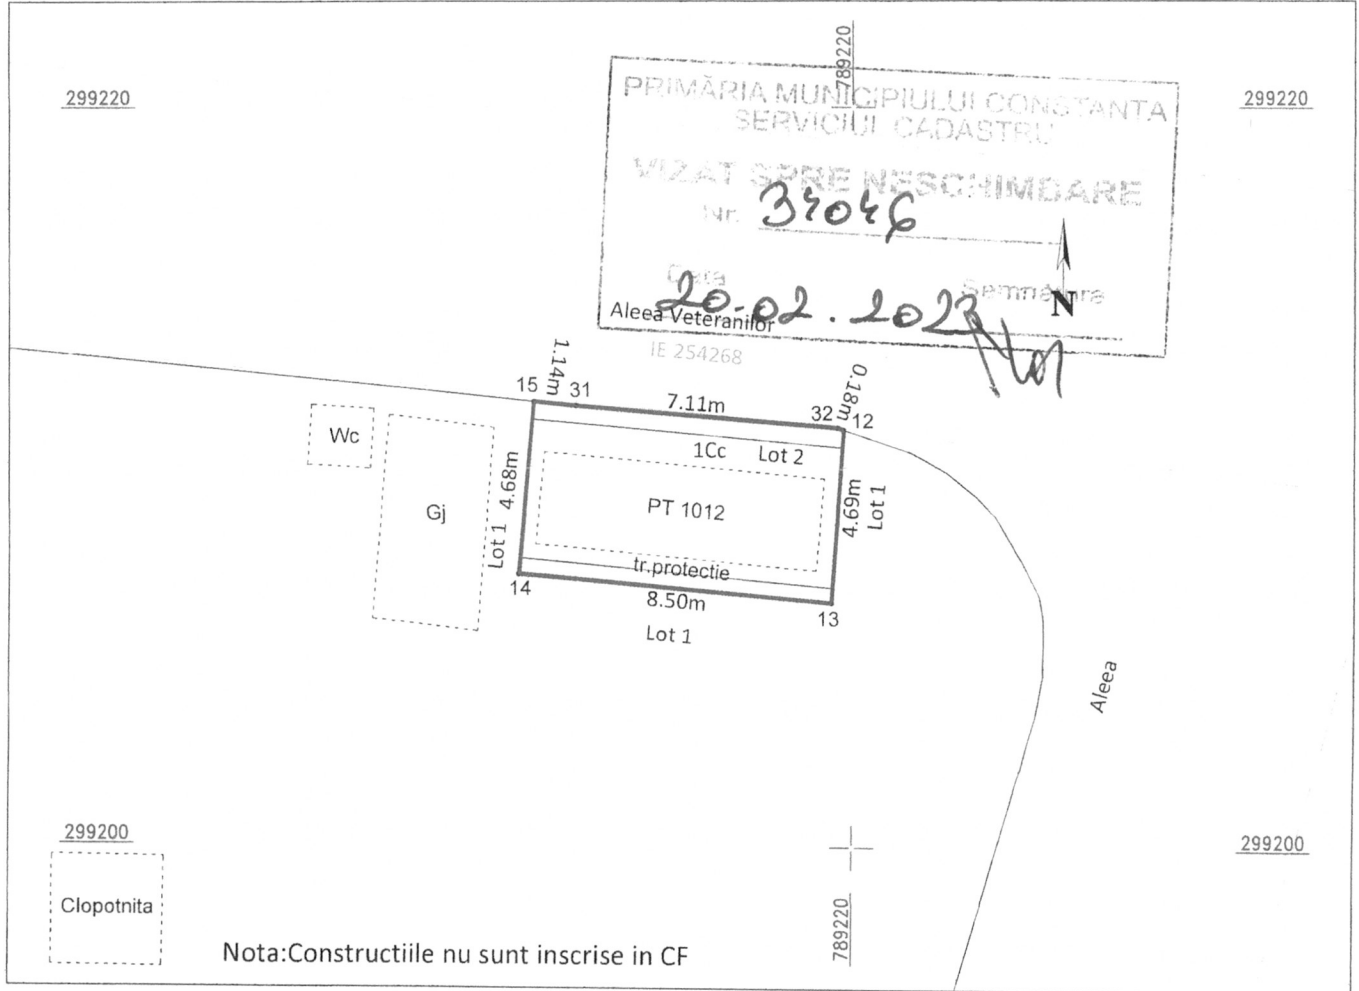 789220
299220
299220
PRIMĂRIA MUNICIPIULUI CONSTANTA
SERVICIUL CADASTRU
VIZAT SPRE NESCHIMBARE
Nr. 34046
Data
Semnătura
20.02.2023
N
Aleea Veteranilor
IE 254268
15
1.14m
31
7.11m
32
0.18m
12
Wc
1Cc
Lot 2
4.68m
4.69m
Lot 1
Gj
PT 1012
Lot 1
tr.protectie
14
8.50m
13
Lot 1
Aleea
299200
299200
Clopotnita
789220
Nota:Constructiile nu sunt inscrise in CF